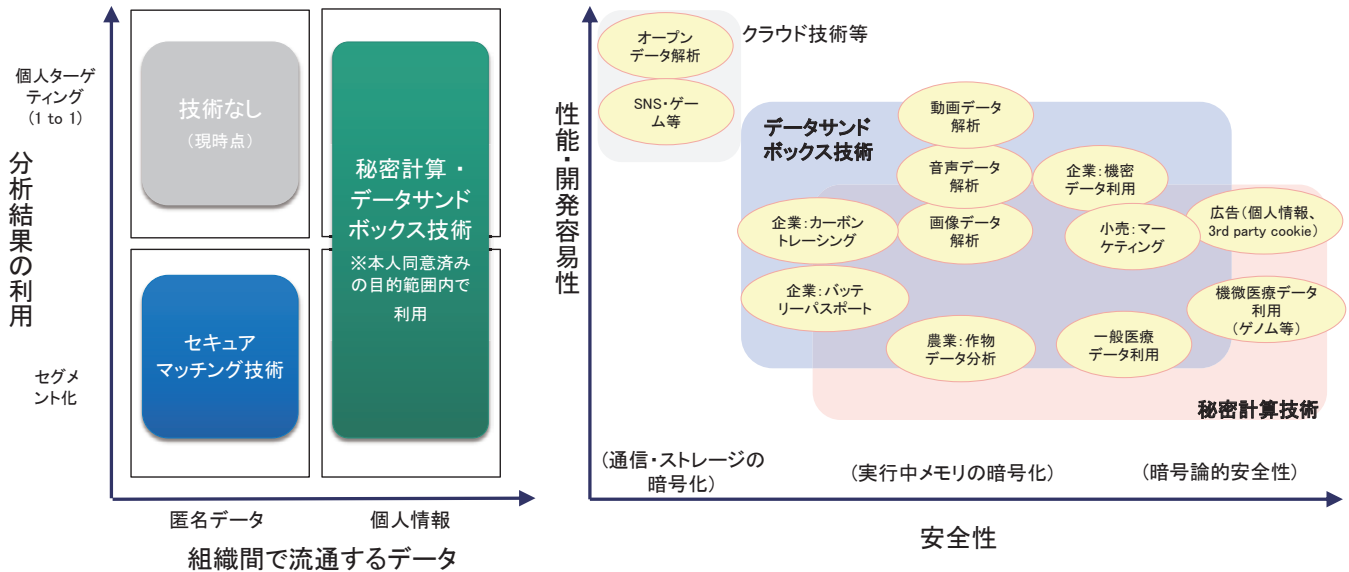 個人ターゲ
ティング
(1 to 1)
分析結果の利用
セグメ
ント化
技術なし
(現時点)
秘密計算・
データサンド
ボックス技術
※本人同意済み
の目的範囲内で
利用
セキュア
マッチング技術
匿名データ
個人情報
組織間で流通するデータ
性能・開発容易性
オープン
データ解析
SNS・ゲー
ム等
クラウド技術等
データサンド
ボックス技術
動画データ
解析
音声データ
解析
企業:機密
データ利用
企業:カーボン
トレーシング
画像データ
解析
小売:マー
ケティング
広告(個人情報、
3rd party cookie)
企業:バッテ
リーパスポート
機微医療データ
利用
(ゲノム等)
農業:作物
データ分析
一般医療
データ利用
秘密計算技術
(通信・ストレージの
暗号化)
(実行中メモリの暗号化)
(暗号論的安全性)
安全性